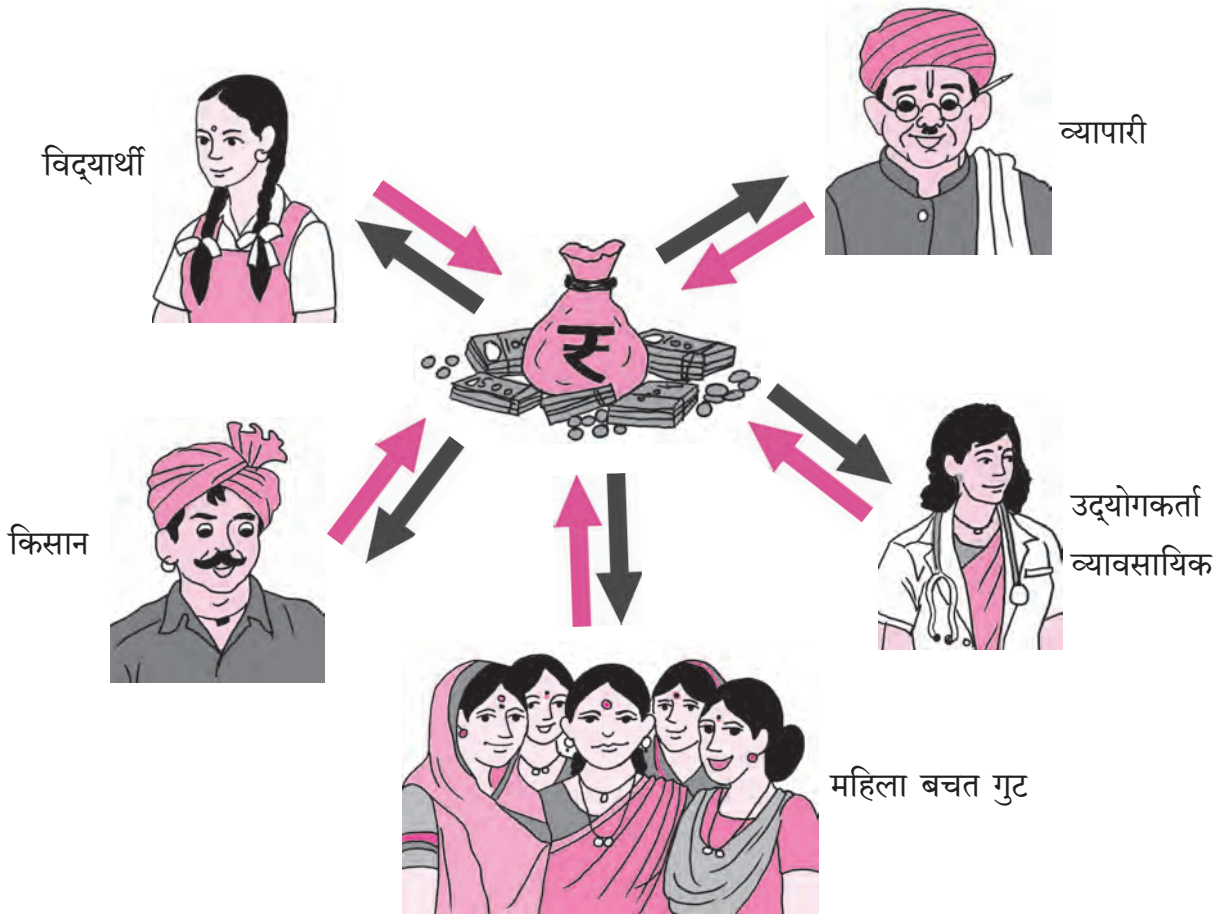 विद्‌यार्थी
व्यापारी
₹
किसान
उद्‌योगकर्ता
व्यावसायिक
महिला बचत गुट